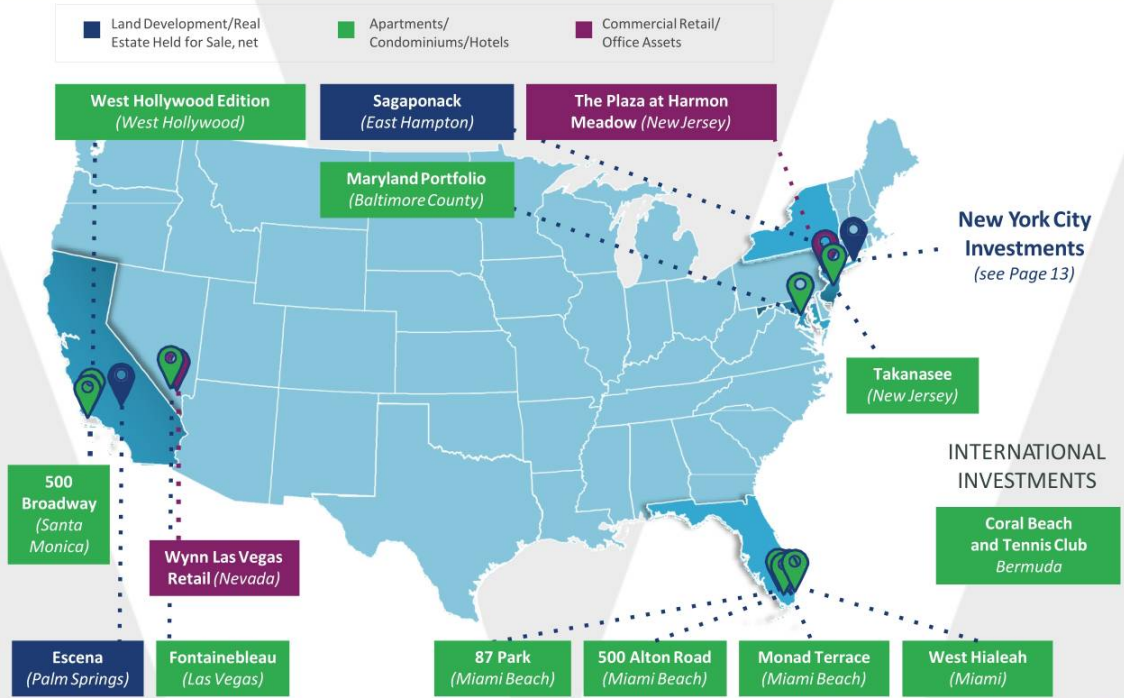 Land Development/Real
Estate Held for Sale, net
Apartments/
Condominiums/Hotels
Commercial Retail/
Office Assets
West Hollywood Edition
(West Hollywood)
Sagaponack
(East Hampton)
The Plaza at Harmon
Meadow (New Jersey)
Maryland Portfolio
(Baltimore County)
New York City
Investments
(see Page 13)
Takanasee
(New Jersey)
INTERNATIONAL
INVESTMENTS
Coral Beach
and Tennis Club
Bermuda
500
Broadway
(Santa
Monica)
Wynn Las Vegas
Retail (Nevada)
Escena
(Palm Springs)
Fontainebleau
(Las Vegas)
87 Park
(Miami Beach)
500 Alton Road
(Miami Beach)
Monad Terrace
(Miami Beach)
West Hialeah
(Miami)